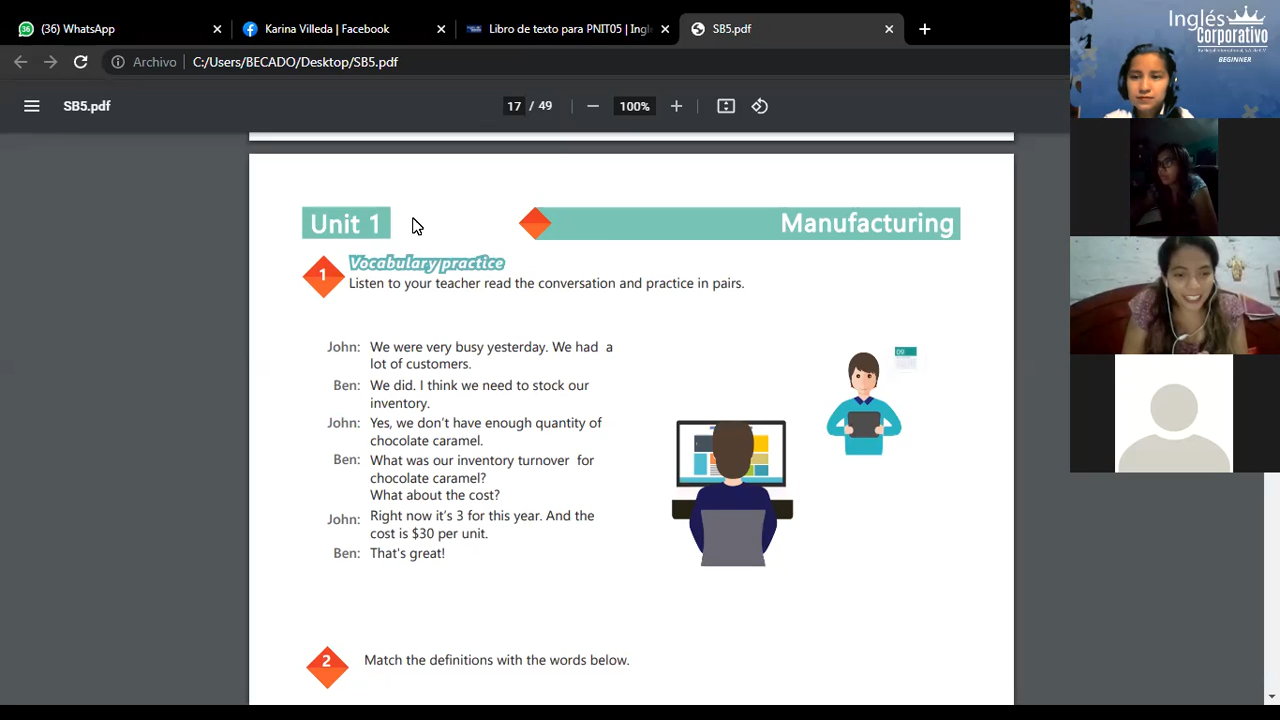 (36) WhatsApp
Karina Villeda | Facebook
Libro de texto para PNIT05 | Ingl
SB5.pdf
Archivo C:/Users/BECADO/Desktop/SB5.pdf
SB5.pdf
17 / 49
100%
Inglés
Corporativo
BEGINNER
Unit 1
Manufacturing
1
Vocabulary practice
Listen to your teacher read the conversation and practice in pairs.
John: We were very busy yesterday. We had a
lot of customers.
Ben: We did. I think we need to stock our
inventory.
John: Yes, we don't have enough quantity of
chocolate caramel.
Ben: What was our inventory turnover for
chocolate caramel?
What about the cost?
John: Right now it's 3 for this year. And the
cost is $30 per unit.
Ben: That's great!
09
2
Match the definitions with the words below.